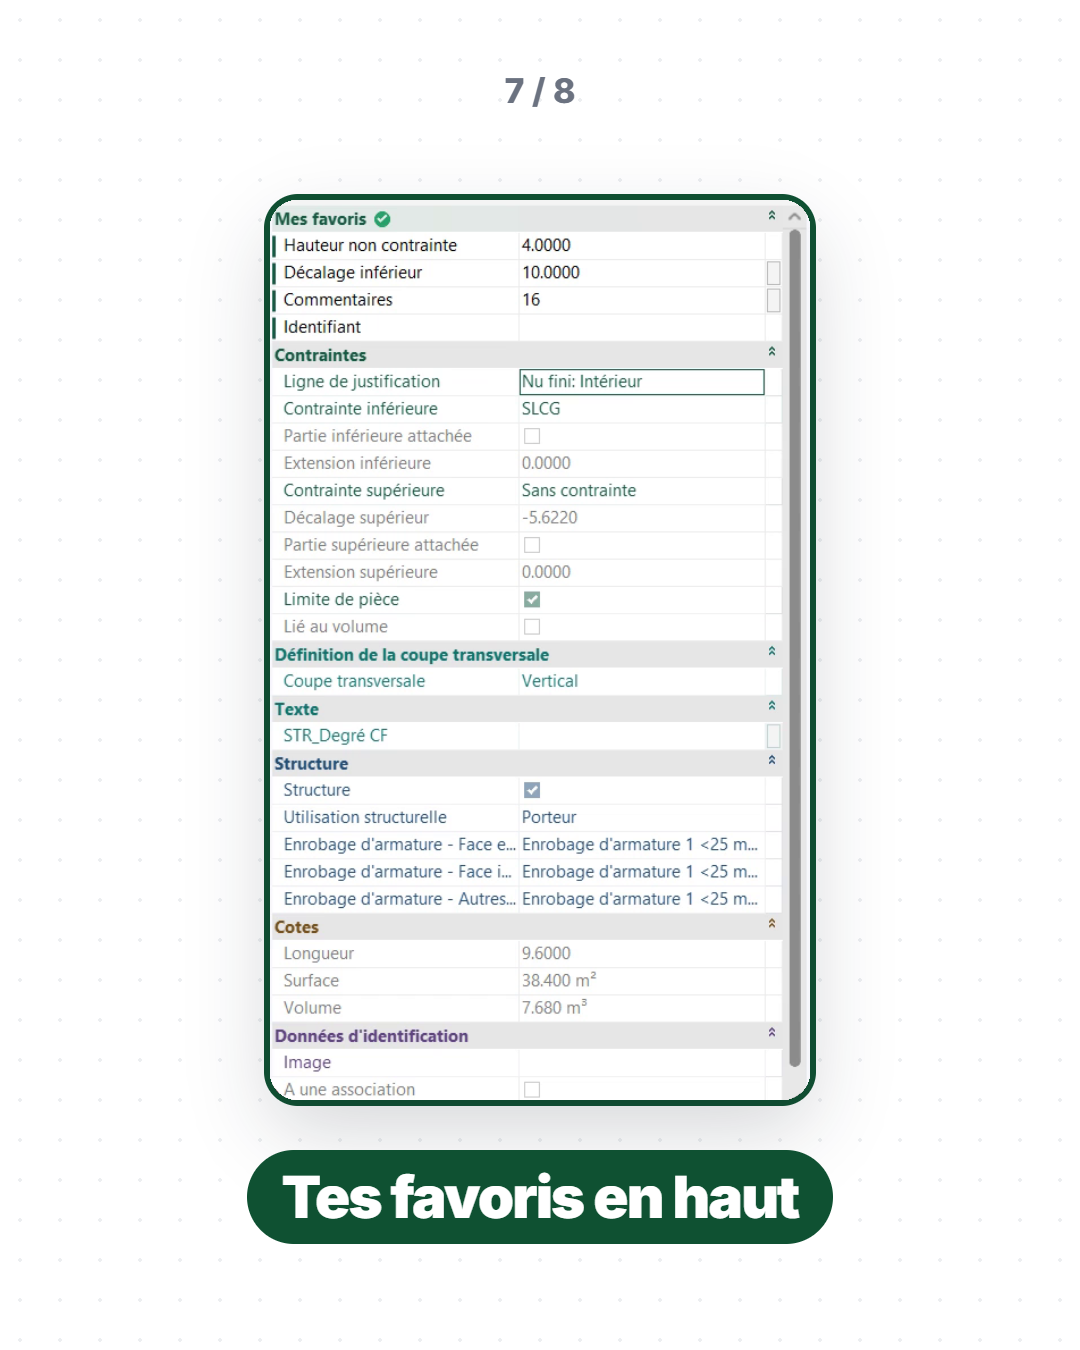 7 / 8
Mes favoris
Hauteur non contrainte 4.0000
Décalage inférieur 10.0000
Commentaires 16
Identifiant
Contraintes
Ligne de justification Nu fini: Intérieur
Contrainte inférieure SLCG
Partie inférieure attachée
Extension inférieure 0.0000
Contrainte supérieure Sans contrainte
Décalage supérieur -5.6220
Partie supérieure attachée
Extension supérieure 0.0000
Limite de pièce
Lié au volume
Définition de la coupe transversale
Coupe transversale Vertical
Texte
STR_Degré CF
Structure
Structure
Utilisation structurelle Porteur
Enrobage d'armature - Face e... Enrobage d'armature 1 <25 m...
Enrobage d'armature - Face i... Enrobage d'armature 1 <25 m...
Enrobage d'armature - Autres... Enrobage d'armature 1 <25 m...
Cotes
Longueur 9.6000
Surface 38.400 m²
Volume 7.680 m³
Données d'identification
Image
A une association
Tes favoris en haut